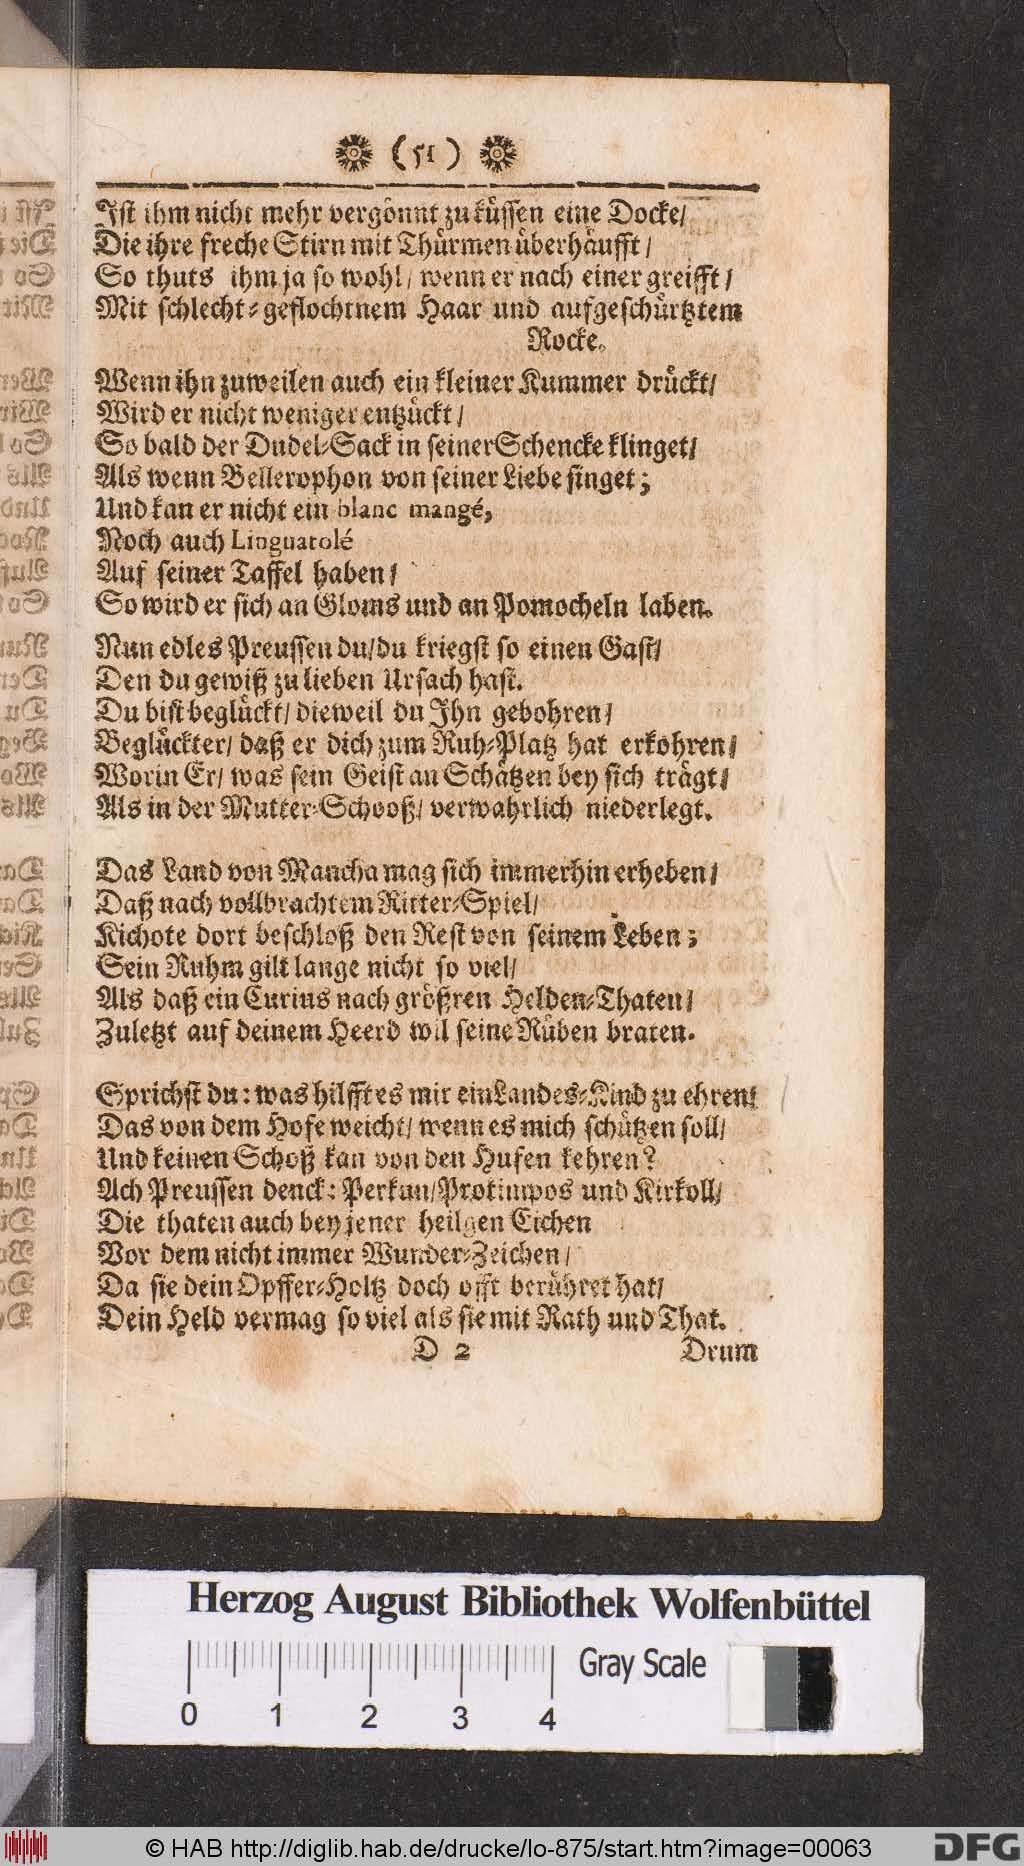 (51)
Ist ihm nicht mehr vergönnt zu küssen eine Docke/
Die ihre freche Stirn mit Thürmen überhäufft/
So thuts ihm ja so wohl/ wenn er nach einer greifft/
Mit schlecht-geflochtnem Haar und aufgeschürtztem
Rocke.
Wenn ihn zuweilen auch ein kleiner Kummer drückt/
Wird er nicht weniger entzückt/
So bald der Dudel-Sack in seiner Schencke klinget/
Als wenn Bellerophon von seiner Liebe singet;
Und kan er nicht ein blanc mangé,
Noch auch Linguatolé
Auf seiner Taffel haben/
So wird er sich an Gloms und an Pomocheln laben.
Nun edles Preussen du/ du kriegst so einen Gast/
Den du gewiß zu lieben Ursach hast.
Du bist beglückt/ dieweil du Ihn gebohren/
Beglückter/ daß er dich zum Ruh-Platz hat erkohren/
Worin Er/ was sein Geist an Schätzen bey sich trägt/
Als in der Mutter-Schooß/ verwahrlich niederlegt.
Das Land von Mancha mag sich immerhin erheben/
Daß nach vollbrachtem Ritter-Spiel/
Kichote dort beschloß den Rest von seinem Leben;
Sein Ruhm gilt lange nicht so viel/
Als daß ein Curius nach größren Helden-Thaten/
Zuletzt auf deinem Heerd wil seine Rüben braten.
Sprichst du: was hilfft es mir ein Landes-Kind zu ehren/
Das von dem Hofe weicht/ wenn es mich schützen soll/
Und keinen Schoß kan von den Hufen kehren?
Ach Preussen denck: Perkun/ Protimpos und Kirkoll/
Die thaten auch bey jener heilgen Eichen
Vor dem nicht immer Wunder-Zeichen/
Da sie dein Opffer-Holtz doch offt berühret hat/
Dein Held vermag so viel als sie mit Rath und That.
D 2 Drum
Herzog August Bibliothek Wolfenbüttel
0 1 2 3 4 Gray Scale
© HAB http://diglib.hab.de/drucke/lo-875/start.htm?image=00063
DFG